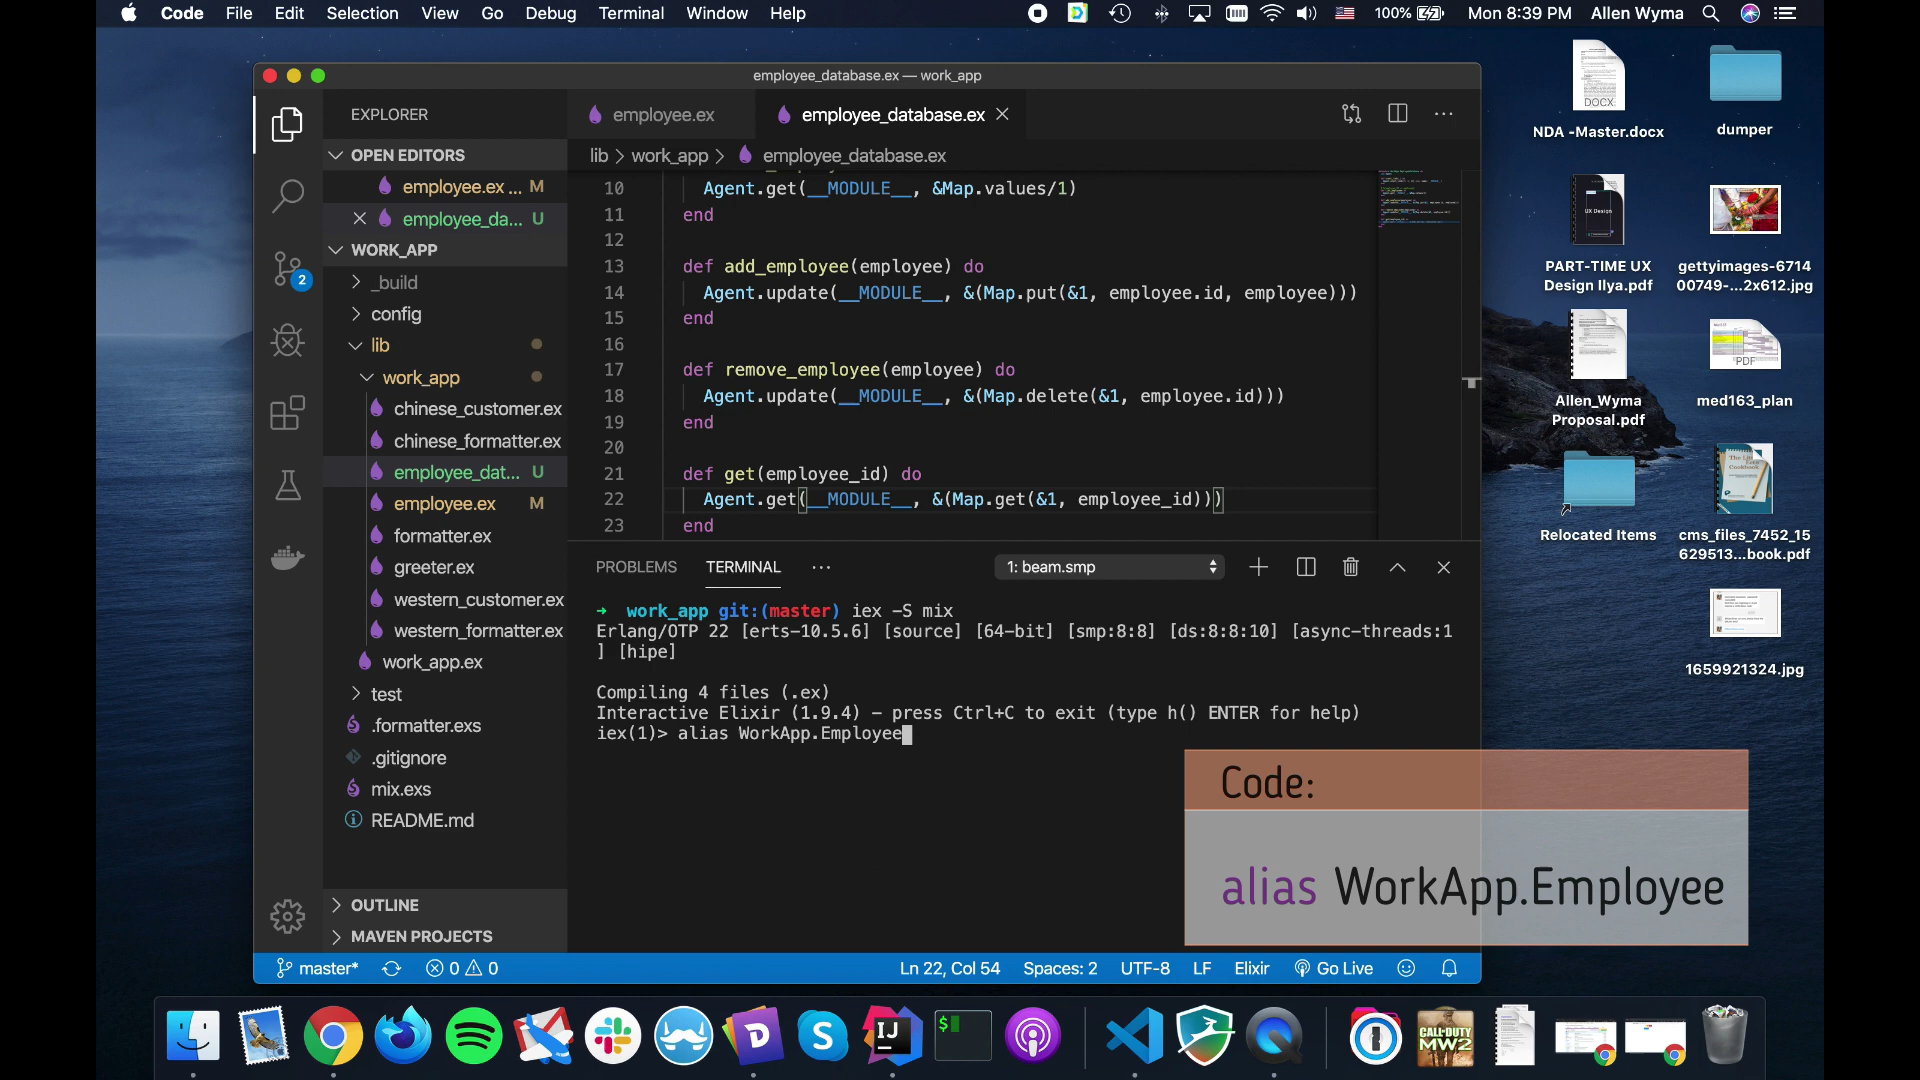 Code File Edit Selection View Go Debug Terminal Window Help 100% Mon 8:39 PM Allen Wyma
employee_database.ex — work_app
EXPLORER
employee.ex
employee_database.ex
OPEN EDITORS
employee.ex ... M
employee_da... U
WORK_APP
_build
config
lib
work_app
chinese_customer.ex
chinese_formatter.ex
employee_dat... U
employee.ex M
formatter.ex
greeter.ex
western_customer.ex
western_formatter.ex
work_app.ex
test
.formatter.exs
.gitignore
mix.exs
README.md
OUTLINE
MAVEN PROJECTS
2
lib > work_app > employee_database.ex
10 Agent.get(__MODULE__, &Map.values/1)
11 end
12
13 def add_employee(employee) do
14 Agent.update(__MODULE__, &(Map.put(&1, employee.id, employee)))
15 end
16
17 def remove_employee(employee) do
18 Agent.update(__MODULE__, &(Map.delete(&1, employee.id)))
19 end
20
21 def get(employee_id) do
22 Agent.get(__MODULE__, &(Map.get(&1, employee_id)))
23 end
PROBLEMS TERMINAL ... 1: beam.smp
→ work_app git:(master) iex -S mix
Erlang/OTP 22 [erts-10.5.6] [source] [64-bit] [smp:8:8] [ds:8:8:10] [async-threads:1
] [hipe]
Compiling 4 files (.ex)
Interactive Elixir (1.9.4) - press Ctrl+C to exit (type h() ENTER for help)
iex(1)> alias WorkApp.Employee
Code:
alias WorkApp.Employee
master* 0 0 Ln 22, Col 54 Spaces: 2 UTF-8 LF Elixir Go Live
DOCX
NDA -Master.docx
dumper
UX Design
PART-TIME UX
Design Ilya.pdf
gettyimages-6714
00749-...2x612.jpg
Allen_Wyma
Proposal.pdf
PDF
med163_plan
Relocated Items
cms_files_7452_15
629513...book.pdf
1659921324.jpg
D
S
IJ
$
CALL OF DUTY
MW2